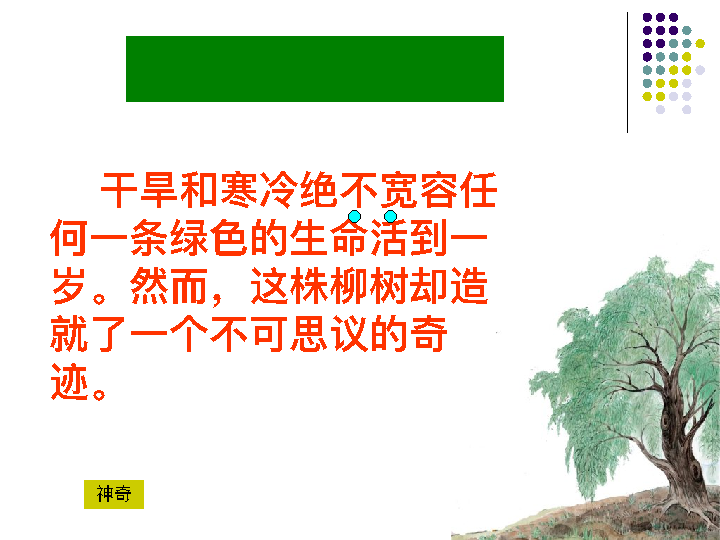 干旱和寒冷绝不宽容任
何一条绿色的生命活到一
岁。然而，这株柳树却造
就了一个不可思议的奇
迹。
神奇